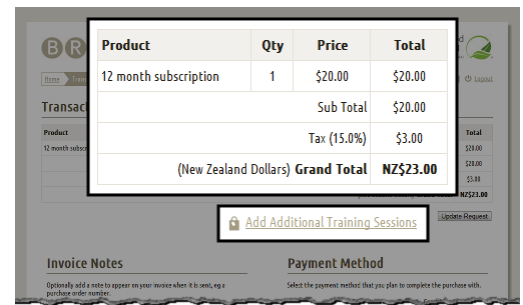 Product Qty Price Total
12 month subscription 1 $20.00 $20.00
Sub Total $20.00
Tax (15.0%) $3.00
(New Zealand Dollars) Grand Total NZ$23.00
BR
Home
Logout
Transac
Product Total
12 month subsc $20.00
$20.00
$3.00
NZ$23.00
Update Request
Add Additional Training Sessions
Invoice Notes
Optionally add a note to appear on your invoice when it is sent, eg a
purchase order number.
Payment Method
Select the payment method that you plan to complete the purchase with.